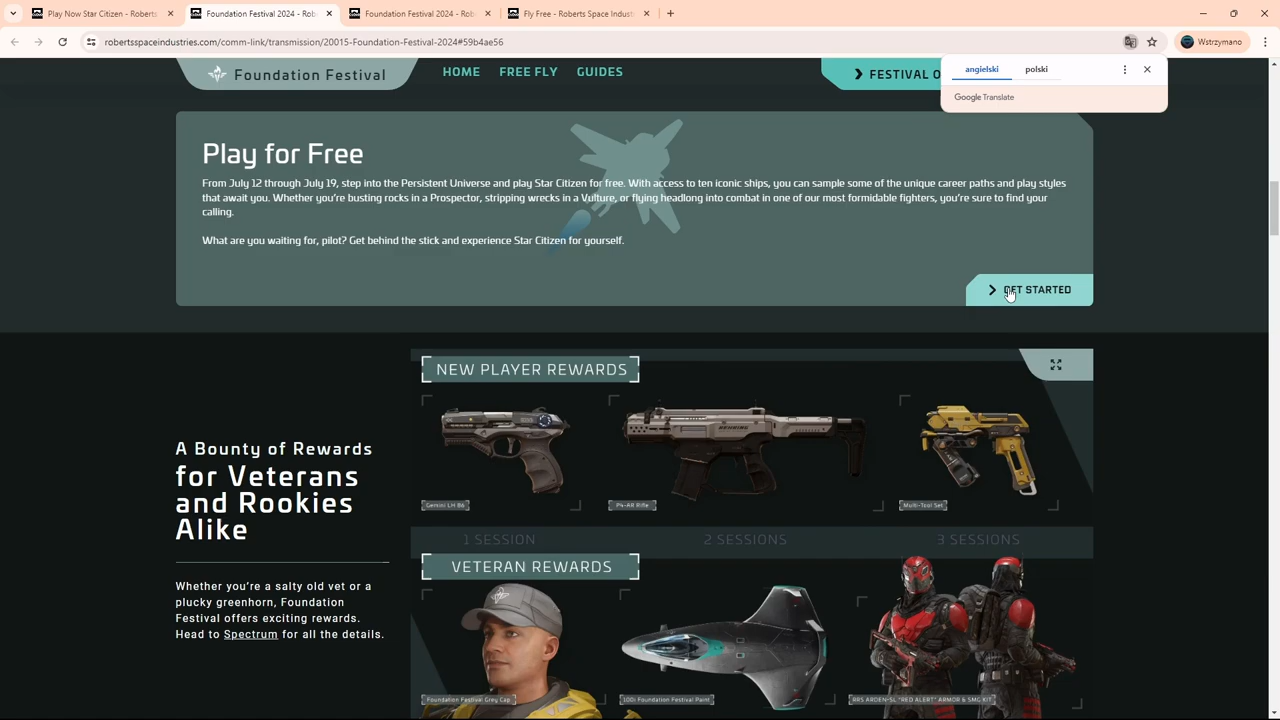 Play Now Star Citizen - Roberts
Foundation Festival 2024 - Rob
Foundation Festival 2024 - Rob
Fly Free - Roberts Space Indust
robertsspaceindustries.com/comm-link/transmission/20015-Foundation-Festival-2024#59b4ae56
Wstrzymano
Foundation Festival
HOME
FREE FLY
GUIDES
FESTIVAL O
angielski
polski
Google Translate
Play for Free
From July 12 through July 19, step into the Persistent Universe and play Star Citizen for free. With access to ten iconic ships, you can sample some of the unique career paths and play styles
that await you. Whether you're busting rocks in a Prospector, stripping wrecks in a Vulture, or flying headlong into combat in one of our most formidable fighters, you're sure to find your
calling.
What are you waiting for, pilot? Get behind the stick and experience Star Citizen for yourself.
GET STARTED
A Bounty of Rewards
for Veterans
and Rookies
Alike
Whether you're a salty old vet or a
plucky greenhorn, Foundation
Festival offers exciting rewards.
Head to Spectrum for all the details.
NEW PLAYER REWARDS
BEHRING
Gemini LH 86
P4-AR Rifle
Multi-Tool Set
1 SESSION
2 SESSIONS
3 SESSIONS
VETERAN REWARDS
Foundation Festival Grey Cap
100i Foundation Festival Paint
RRS ARDEN-SL "RED ALERT" ARMOR & SMG KIT